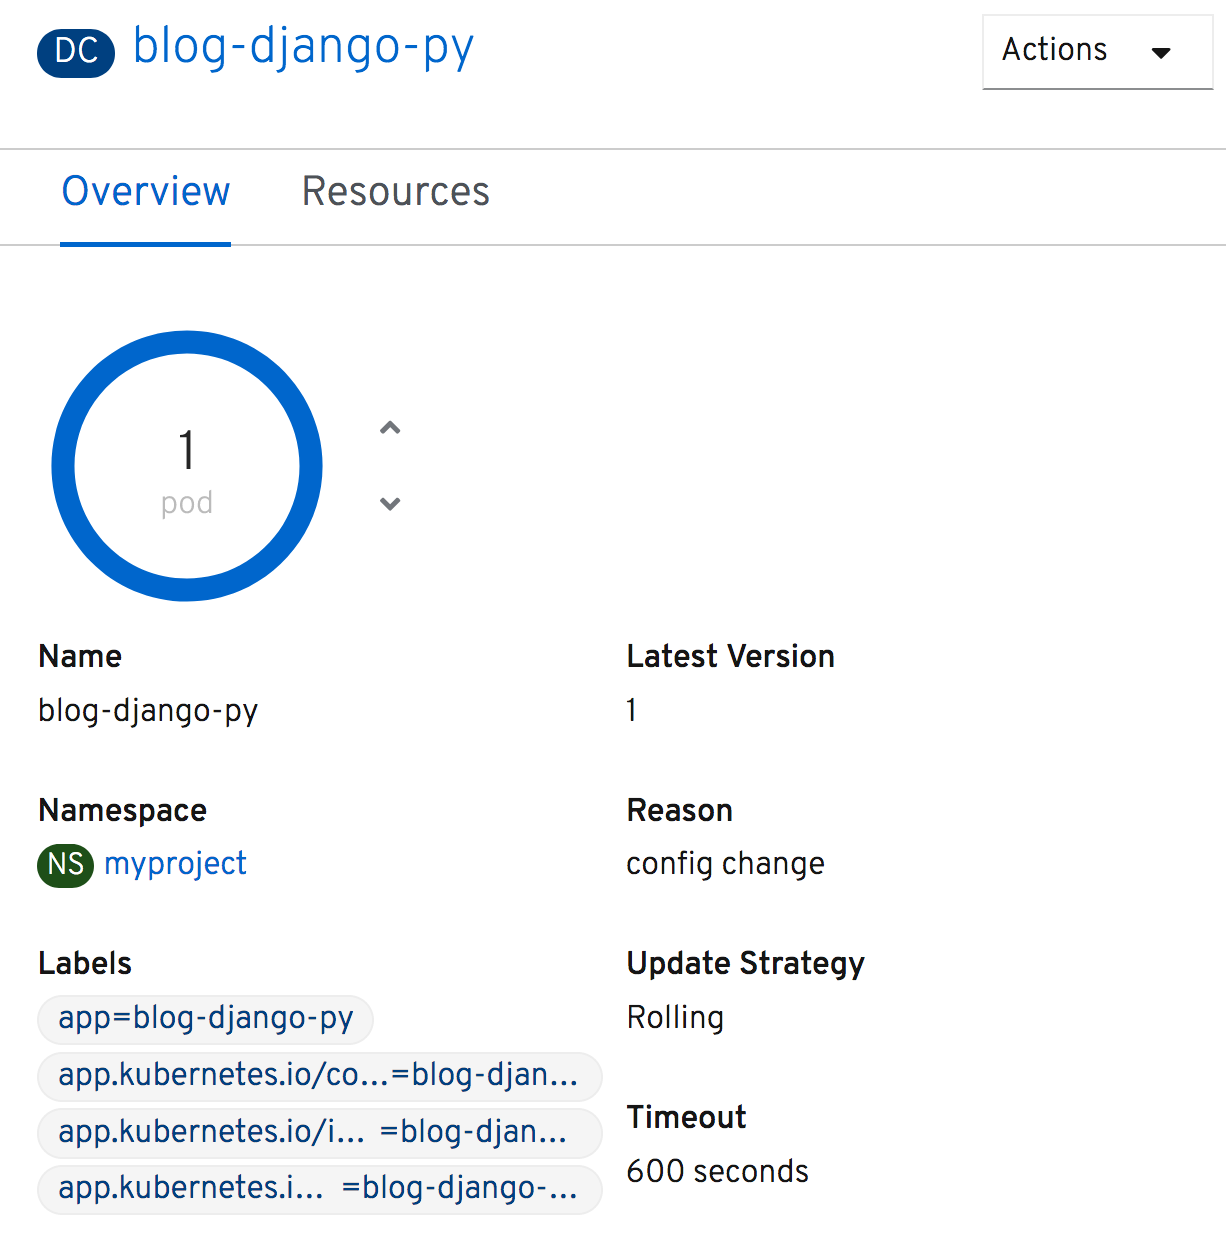 DC blog-django-py
Actions
Overview Resources
1
pod
Name
blog-django-py
Latest Version
1
Namespace
NS myproject
Reason
config change
Labels
app=blog-django-py
app.kubernetes.io/co...=blog-djan...
app.kubernetes.io/i... =blog-djan...
app.kubernetes.i... =blog-django-...
Update Strategy
Rolling
Timeout
600 seconds